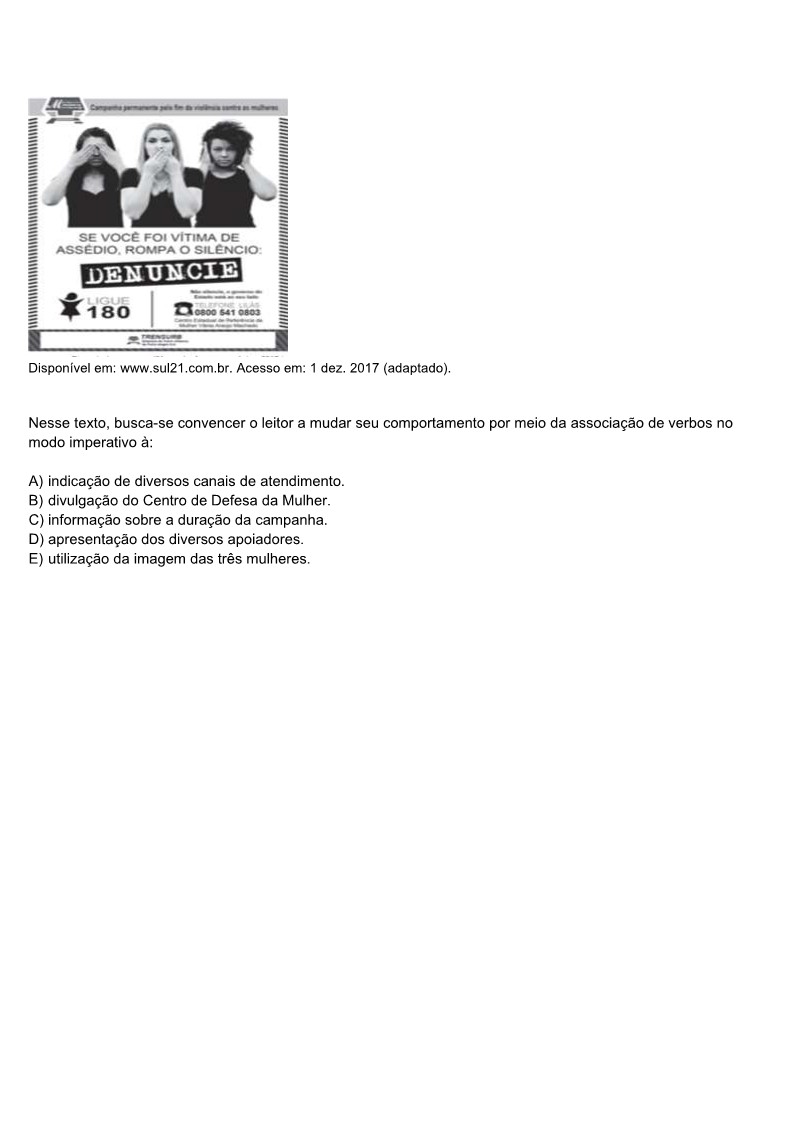 Campanha permanente pelo fim da violência contra as mulheres
SE VOCÊ FOI VÍTIMA DE
ASSÉDIO, ROMPA O SILÊNCIO:
DENUNCIE
Não silencie, o governo do
Estado está ao seu lado
LIGUE
180
TELEFONE LILÁS
0800 541 0803
Centro Estadual de Referência da
Mulher Vânia Araújo Machado
TRENSURB
Disponível em: www.sul21.com.br. Acesso em: 1 dez. 2017 (adaptado).
Nesse texto, busca-se convencer o leitor a mudar seu comportamento por meio da associação de verbos no
modo imperativo à:
A) indicação de diversos canais de atendimento.
B) divulgação do Centro de Defesa da Mulher.
C) informação sobre a duração da campanha.
D) apresentação dos diversos apoiadores.
E) utilização da imagem das três mulheres.